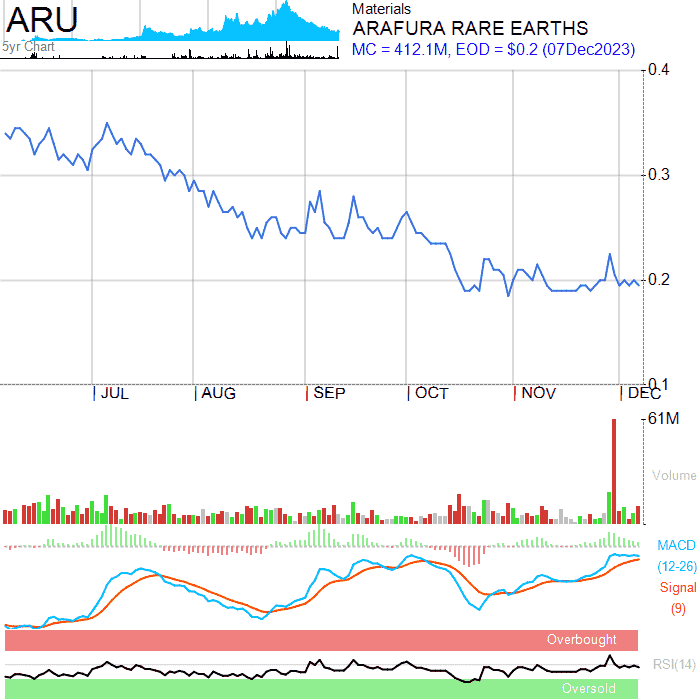 ARU
5yr Chart
Materials
ARAFURA RARE EARTHS
MC = 412.1M, EOD = $0.2 (07Dec2023)
0.4
0.3
0.2
0.1
JUL AUG SEP OCT NOV DEC
61M
Volume
MACD
(12-26)
Signal
(9)
Overbought
RSI(14)
Oversold